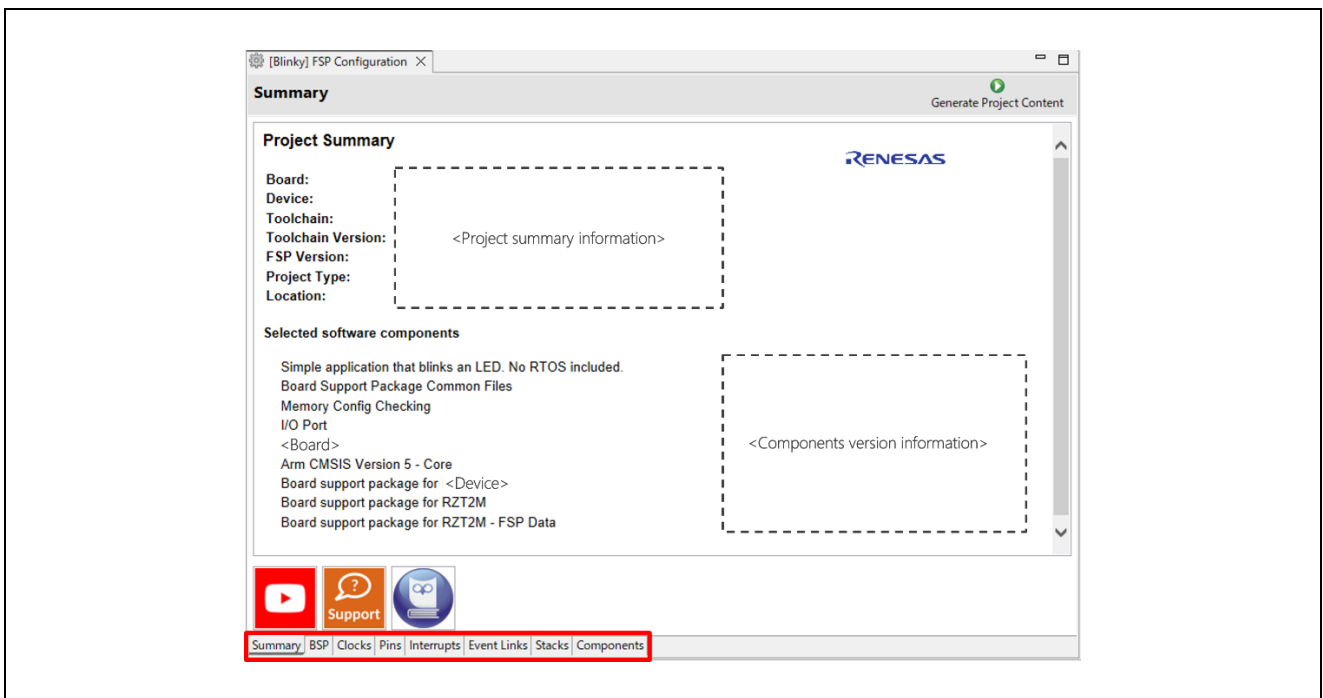 [Blinky] FSP Configuration
Summary
Generate Project Content
Project Summary
RENESAS
Board:
Device:
Toolchain:
Toolchain Version:
FSP Version:
Project Type:
Location:
<Project summary information>
Selected software components
Simple application that blinks an LED. No RTOS included.
Board Support Package Common Files
Memory Config Checking
I/O Port
<Board>
Arm CMSIS Version 5 - Core
Board support package for <Device>
Board support package for RZT2M
Board support package for RZT2M - FSP Data
<Components version information>
? Support
Summary BSP Clocks Pins Interrupts Event Links Stacks Components